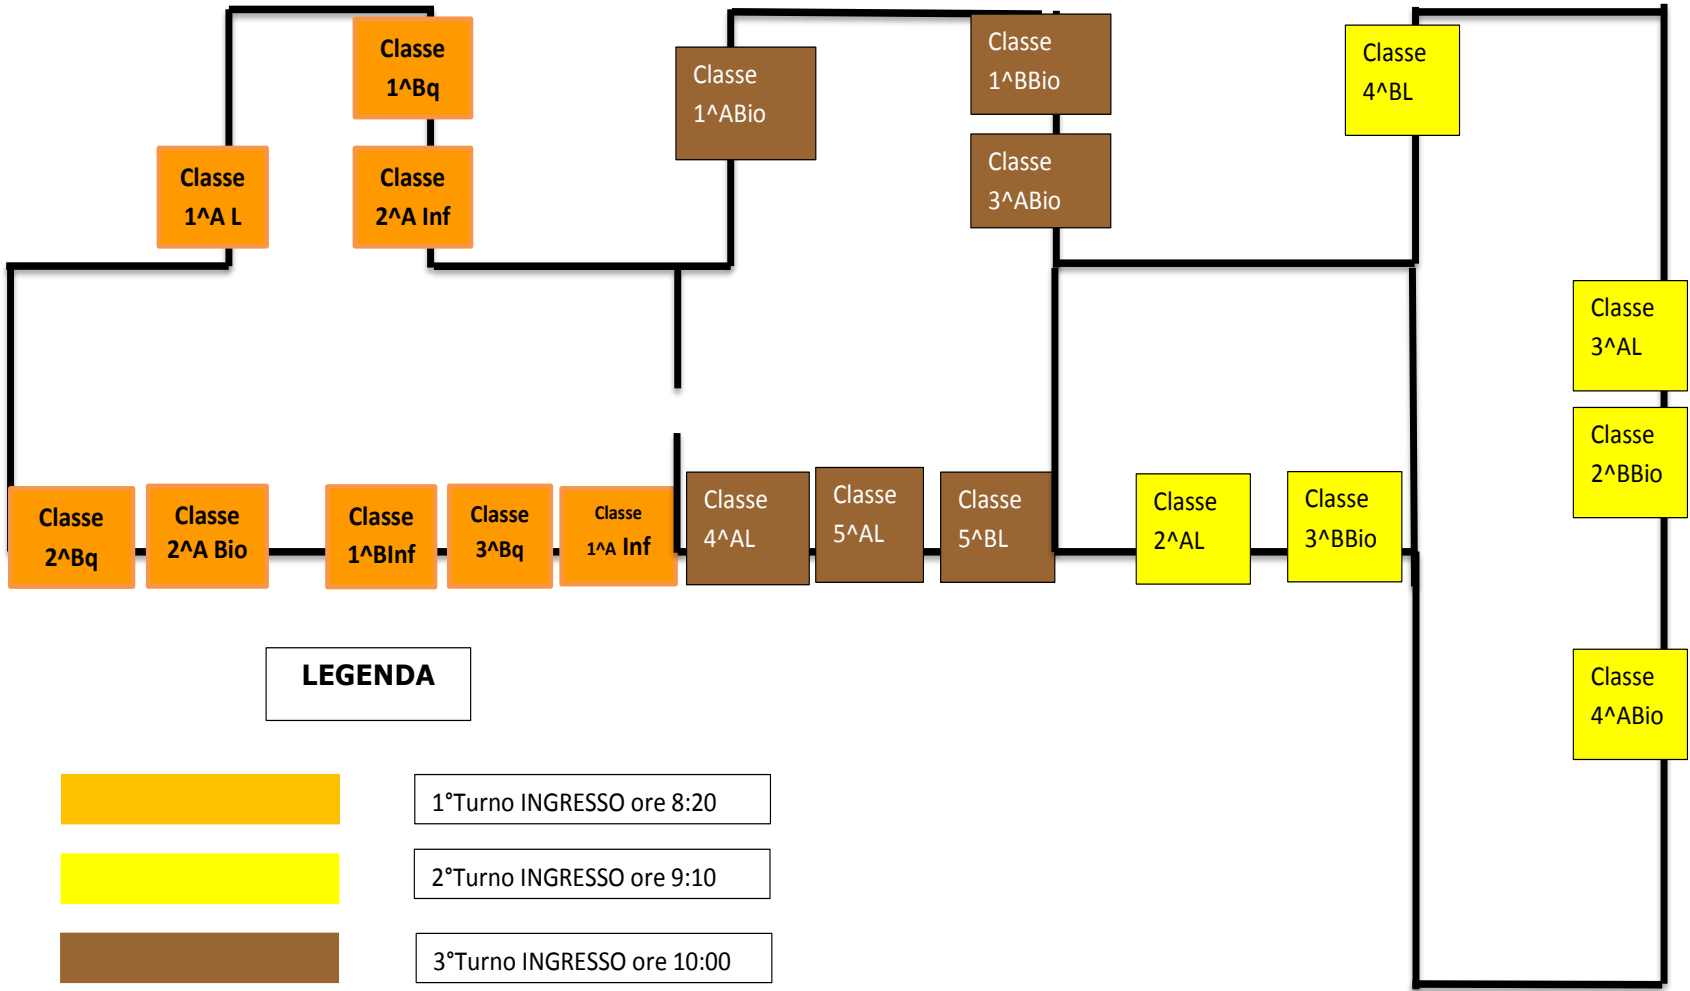 Classe
1^Bq
Classe
1^A L
Classe
2^A Inf
Classe
1^ABio
Classe
1^BBio
Classe
3^ABio
Classe
4^BL
Classe
3^AL
Classe
2^BBio
Classe
4^ABio
Classe
2^Bq
Classe
2^A Bio
Classe
1^BInf
Classe
3^Bq
Classe
1^A Inf
Classe
4^AL
Classe
5^AL
Classe
5^BL
Classe
2^AL
Classe
3^BBio
LEGENDA
1°Turno INGRESSO ore 8:20
2°Turno INGRESSO ore 9:10
3°Turno INGRESSO ore 10:00